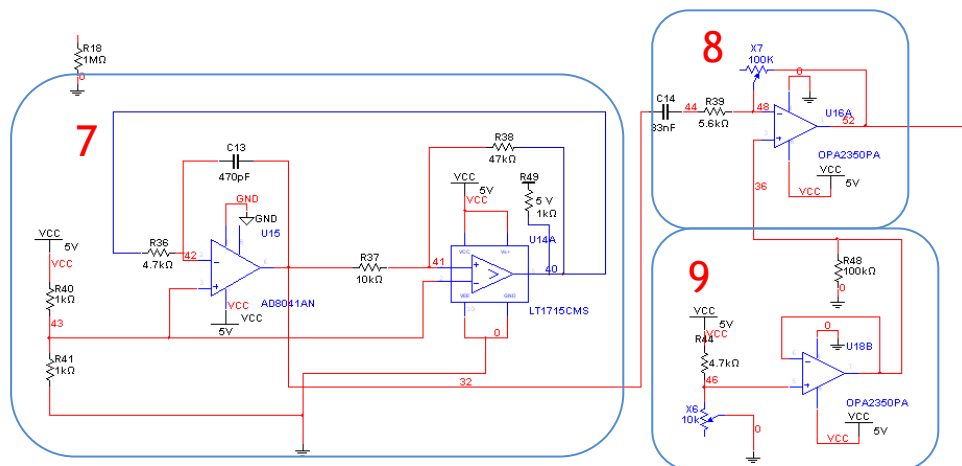 R18
1MΩ
0
7
C13
470pF
GND
GND
U15
VCC
5V
VCC
R36
4.7kΩ
42
AD8041AN
VCC
VCC
5V
R40
1kΩ
43
R41
1kΩ
R37
10kΩ
41
R38
47kΩ
VCC
5V
VCC
R49
5 V
1kΩ
U14A
VCC
40
VEE
GND
LT1715CMS
0
32
8
X7
100K
0
C14
44
R39
48
U16A
52
33nF
5.6kΩ
OPA2350PA
VCC
VCC
5V
36
R48
100kΩ
0
9
VCC
5V
VCC
R44
4.7kΩ
46
X6
10k
0
0
U18B
OPA2350PA
VCC
VCC
5V